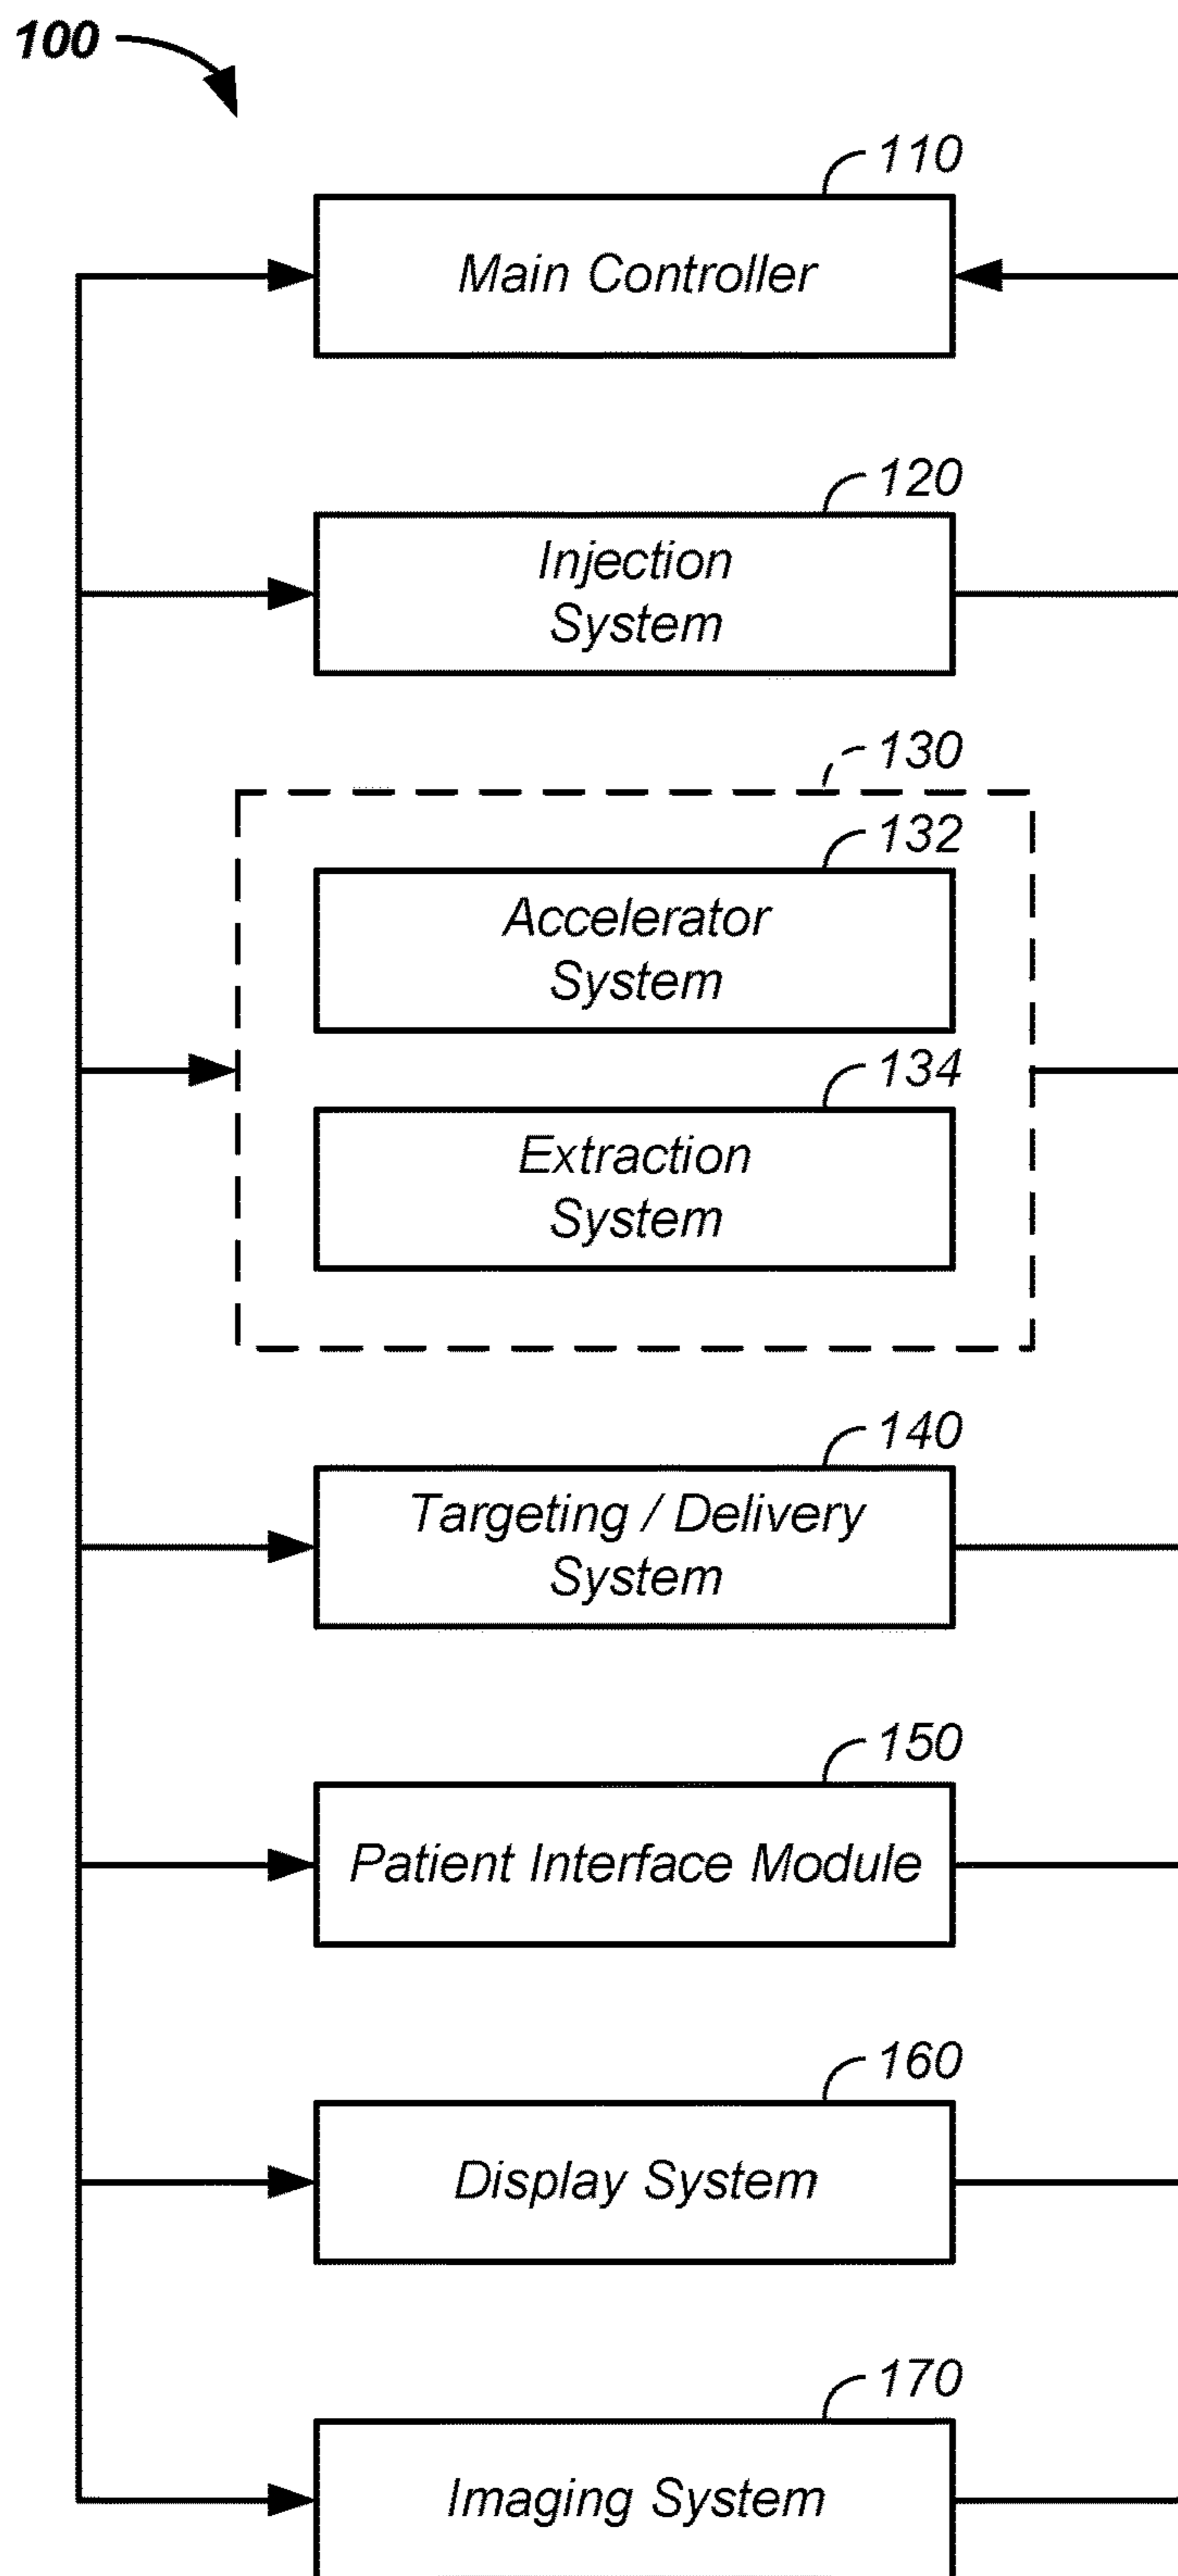 100
110
Main Controller
120
Injection
System
130
132
Accelerator
System
134
Extraction
System
140
Targeting / Delivery
System
150
Patient Interface Module
160
Display System
170
Imaging System